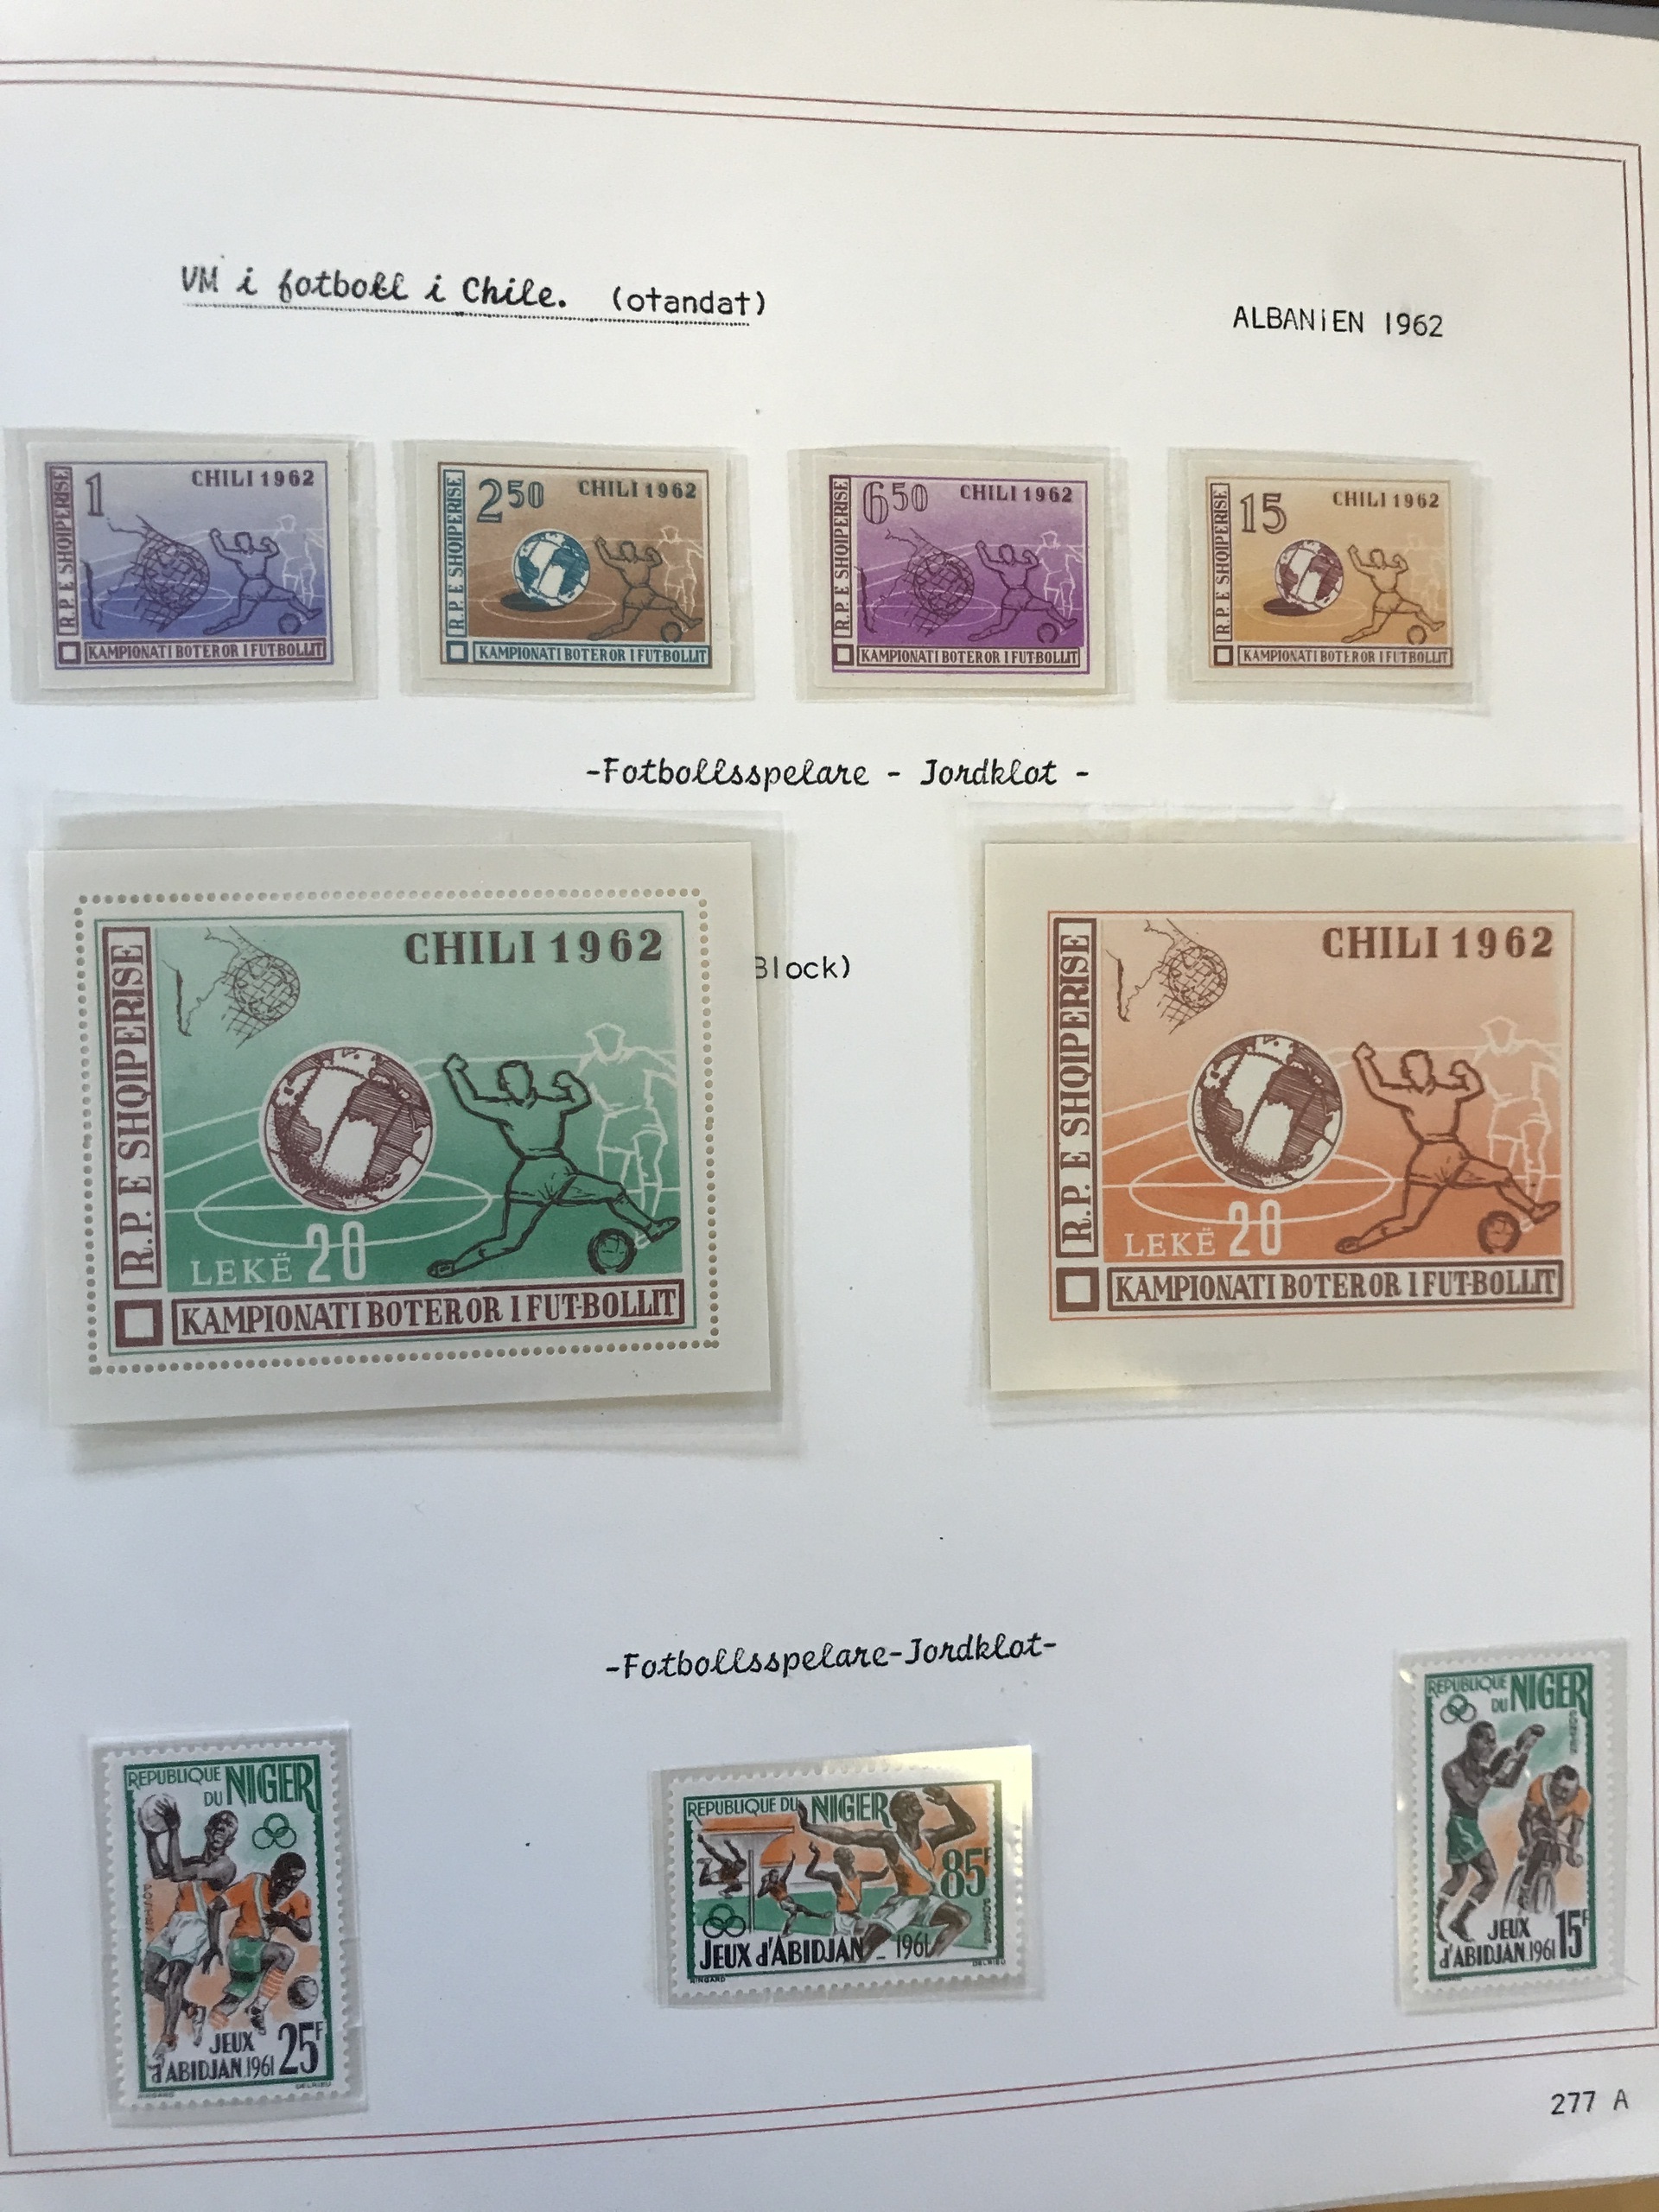 VM i fotboll i Chile. (otandat)
ALBANIEN 1962
1 CHILI 1962
R.P. E SHQIPERISE
KAMPIONATI BOTEROR I FUT-BOLLIT
2 50 CHILI 1962
R.P. E SHQIPERISE
KAMPIONATI BOTEROR I FUT-BOLLIT
6 50 CHILI 1962
R.P. E SHQIPERISE
KAMPIONATI BOTEROR I FUT-BOLLIT
15 CHILI 1962
R.P. E SHQIPERISE
KAMPIONATI BOTEROR I FUT-BOLLIT
-Fotbollsspelare - Jordklot -
CHILI 1962
R.P. E SHQIPERISE
LEKË 20
KAMPIONATI BOTEROR I FUT-BOLLIT
Block)
CHILI 1962
R.P. E SHQIPERISE
LEKË 20
KAMPIONATI BOTEROR I FUT-BOLLIT
-Fotbollsspelare-Jordklot-
REPUBLIQUE
DU NIGER
JEUX
d'ABIDJAN.1961 25F
DELRIEU
REPUBLIQUE DU NIGER
85F
JEUX d'ABIDJAN _ 1961
RINGARD DELRIEU
REPUBLIQUE
DU NIGER
JEUX
d'ABIDJAN.1961 15F
277 A